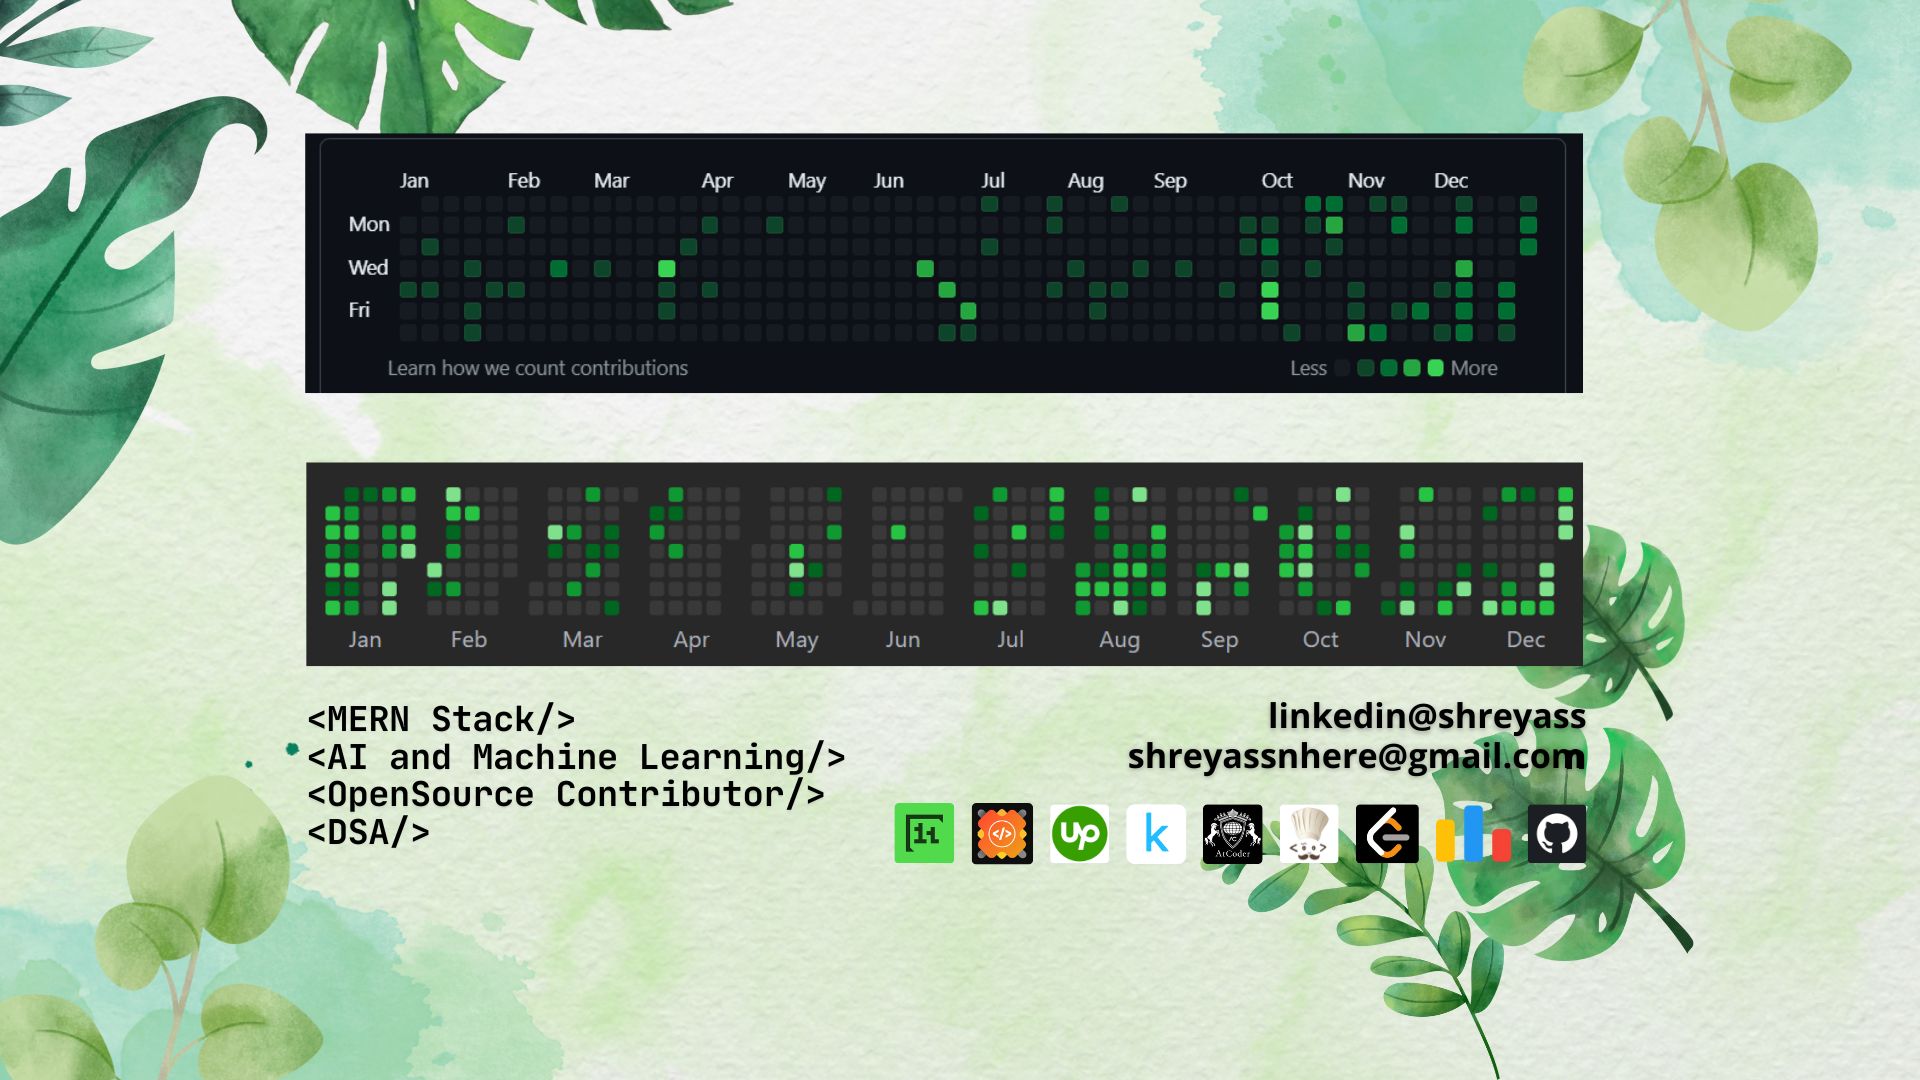 Jan Feb Mar Apr May Jun Jul Aug Sep Oct Nov Dec
Mon
Wed
Fri
Learn how we count contributions
Less More
Jan Feb Mar Apr May Jun Jul Aug Sep Oct Nov Dec
<MERN Stack/>
<AI and Machine Learning/>
<OpenSource Contributor/>
<DSA/>
linkedin@shreyass
shreyassnhere@gmail.com
up
k
AtCoder